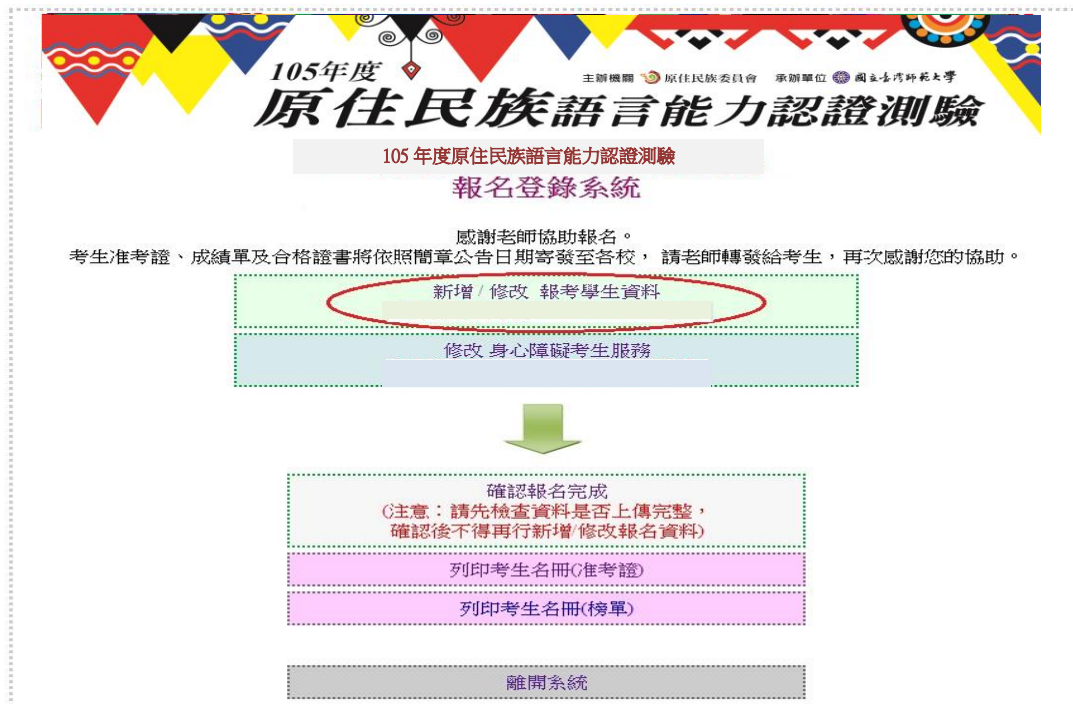 105年度
主辦機關 原住民族委員會 承辦單位 國立臺灣師範大學
原住民族語言能力認證測驗
105 年度原住民族語言能力認證測驗
報名登錄系統
感謝老師協助報名。
考生准考證、成績單及合格證書將依照簡章公告日期寄發至各校， 請老師轉發給考生，再次感謝您的協助。
新增 / 修改 報考學生資料
修改 身心障礙考生服務
確認報名完成
(注意：請先檢查資料是否上傳完整，
確認後不得再行新增/修改報名資料)
列印考生名冊(准考證)
列印考生名冊(榜單)
離開系統